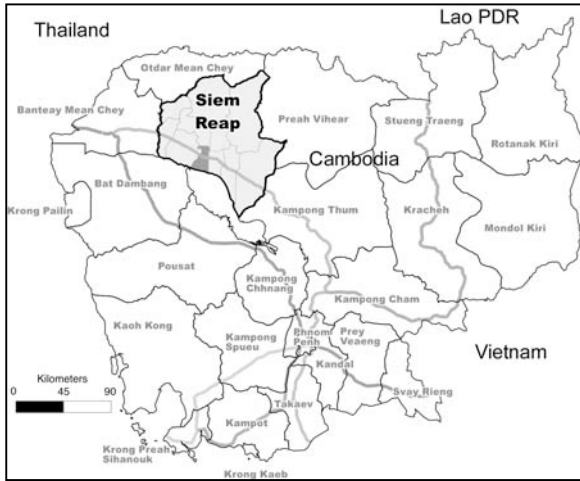 Thailand
Lao PDR
Otdar Mean Chey
Siem
Reap
Banteay Mean Chey
Preah Vihear
Stueng Traeng
Rotanak Kiri
Cambodia
Bat Dambang
Krong Pailin
Kampong Thum
Kracheh
Mondol Kiri
Pousat
Kampong
Chhnang
Kampong Cham
Kaoh Kong
Kampong
Spueu
Phnom
Penh
Prey
Veaeng
Kandal
Vietnam
Svay Rieng
Kilometers
0 45 90
Takaev
Kampot
Krong Preah
Sihanouk
Krong Kaeb